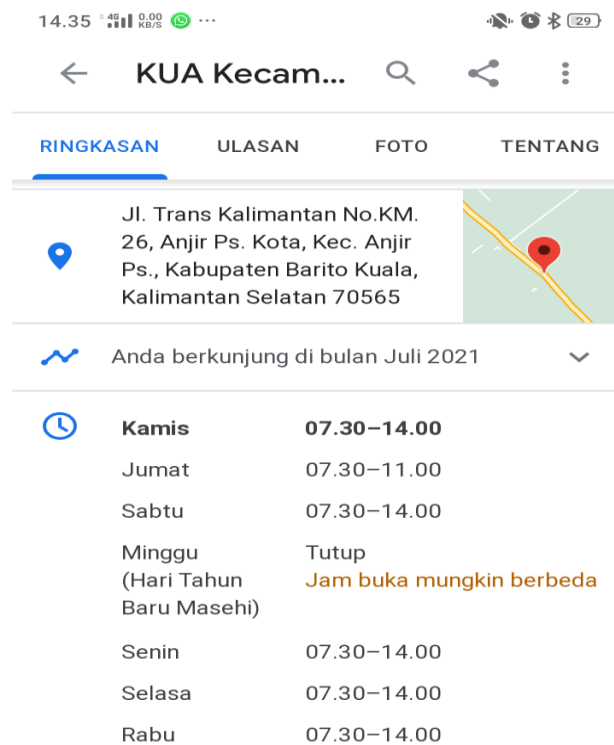 14.35 4G 0.00 KB/S ...
29
KUA Kecam...
RINGKASAN ULASAN FOTO TENTANG
Jl. Trans Kalimantan No.KM.
26, Anjir Ps. Kota, Kec. Anjir
Ps., Kabupaten Barito Kuala,
Kalimantan Selatan 70565
Anda berkunjung di bulan Juli 2021
Kamis 07.30–14.00
Jumat 07.30–11.00
Sabtu 07.30–14.00
Minggu Tutup
(Hari Tahun Jam buka mungkin berbeda
Baru Masehi)
Senin 07.30–14.00
Selasa 07.30–14.00
Rabu 07.30–14.00